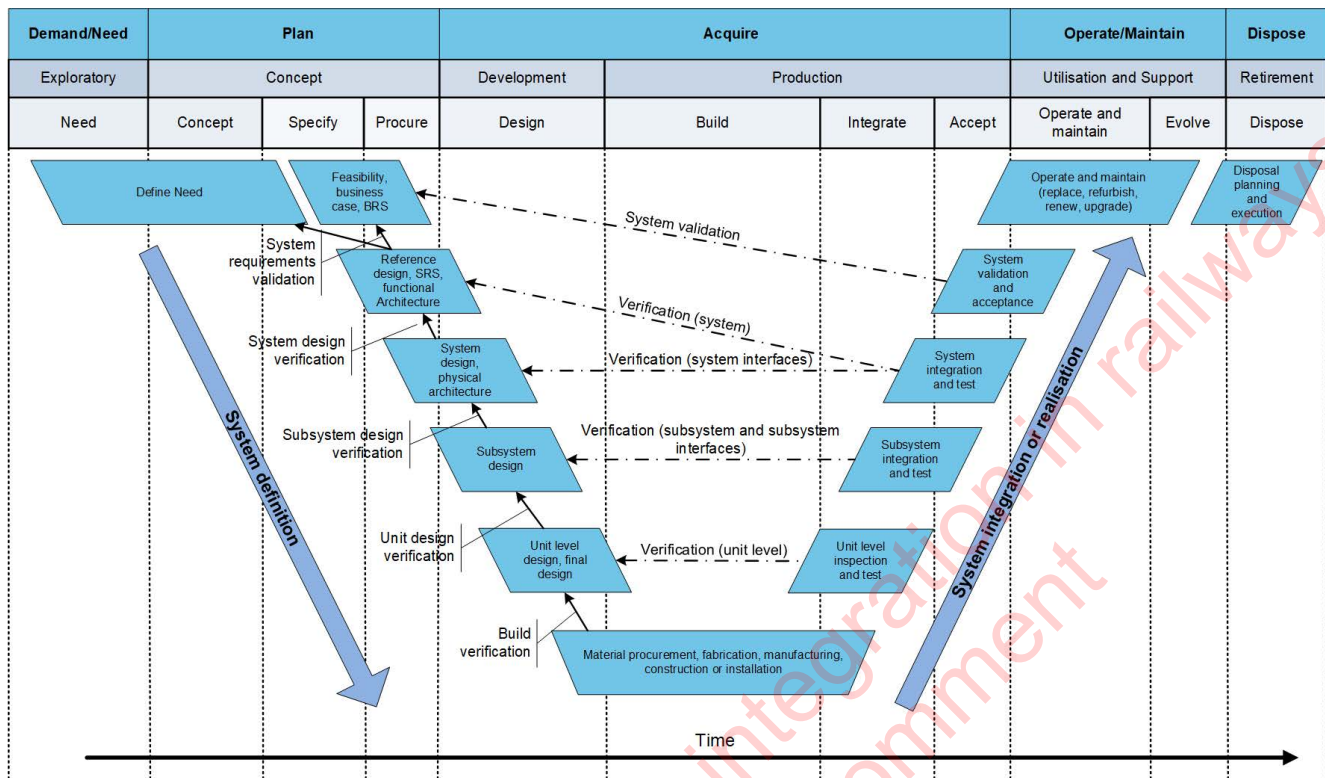 Demand/Need
Plan
Acquire
Operate/Maintain
Dispose
Exploratory
Concept
Development
Production
Utilisation and Support
Retirement
Need
Concept
Specify
Procure
Design
Build
Integrate
Accept
Operate and
maintain
Evolve
Dispose
Define Need
Feasibility,
business
case, BRS
Operate and maintain
(replace, refurbish,
renew, upgrade)
Disposal
planning
and
execution
System validation
System
requirements
validation
Reference
design, SRS,
functional
Architecture
System
validation
and
acceptance
Verification (system)
System design
verification
System
design,
physical
architecture
Verification (system interfaces)
System
integration
and test
Subsystem design
verification
Subsystem
design
Verification (subsystem and subsystem
interfaces)
Subsystem
integration
and test
System definition
System integration or realisation
Unit design
verification
Unit level
design, final
design
Verification (unit level)
Unit level
inspection
and test
Build
verification
Material procurement, fabrication, manufacturing,
construction or installation
Time
integration in railways
comment